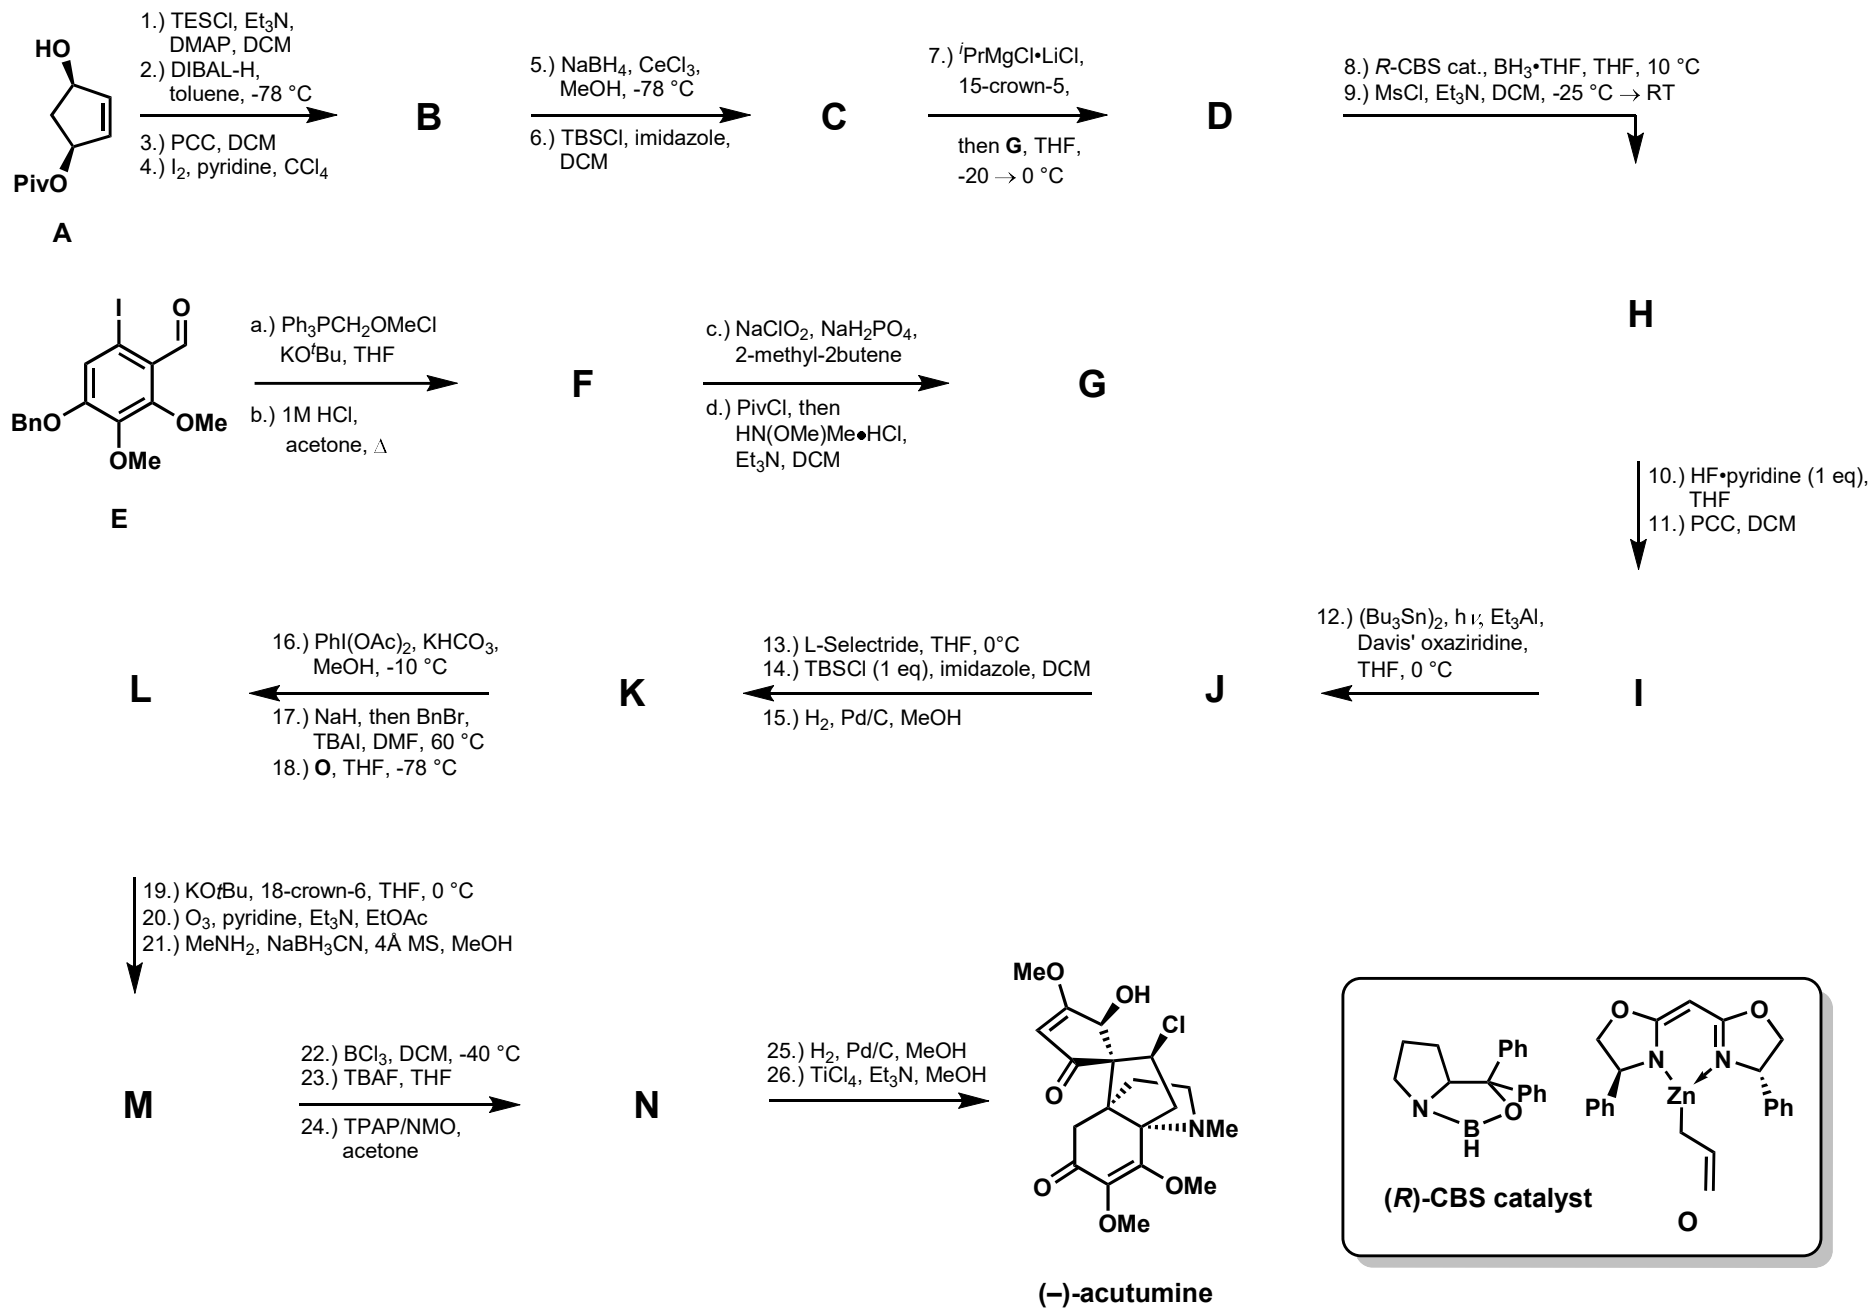 1.) TESCl, Et₃N,
DMAP, DCM
2.) DIBAL-H,
toluene, -78 °C
3.) PCC, DCM
4.) I₂, pyridine, CCl₄
HO
PivO
A
B
5.) NaBH₄, CeCl₃,
MeOH, -78 °C
6.) TBSCl, imidazole,
DCM
C
7.) ⁱPrMgCl•LiCl,
15-crown-5,
then G, THF,
-20 → 0 °C
D
8.) R-CBS cat., BH₃•THF, THF, 10 °C
9.) MsCl, Et₃N, DCM, -25 °C → RT
H
I
O
BnO
OMe
OMe
E
a.) Ph₃PCH₂OMeCl
KOᵗBu, THF
b.) 1M HCl,
acetone, Δ
F
c.) NaClO₂, NaH₂PO₄,
2-methyl-2butene
d.) PivCl, then
HN(OMe)Me•HCl,
Et₃N, DCM
G
10.) HF•pyridine (1 eq),
THF
11.) PCC, DCM
I
12.) (Bu₃Sn)₂, hν, Et₃Al,
Davis' oxaziridine,
THF, 0 °C
J
13.) L-Selectride, THF, 0°C
14.) TBSCl (1 eq), imidazole, DCM
15.) H₂, Pd/C, MeOH
K
16.) PhI(OAc)₂, KHCO₃,
MeOH, -10 °C
17.) NaH, then BnBr,
TBAI, DMF, 60 °C
18.) O, THF, -78 °C
L
19.) KOtBu, 18-crown-6, THF, 0 °C
20.) O₃, pyridine, Et₃N, EtOAc
21.) MeNH₂, NaBH₃CN, 4Å MS, MeOH
M
22.) BCl₃, DCM, -40 °C
23.) TBAF, THF
24.) TPAP/NMO,
acetone
N
25.) H₂, Pd/C, MeOH
26.) TiCl₄, Et₃N, MeOH
MeO
OH
Cl
O
NMe
O
OMe
OMe
(–)-acutumine
Ph
Ph
N
O
B
H
(R)-CBS catalyst
O
O
N
N
Zn
Ph
Ph
O